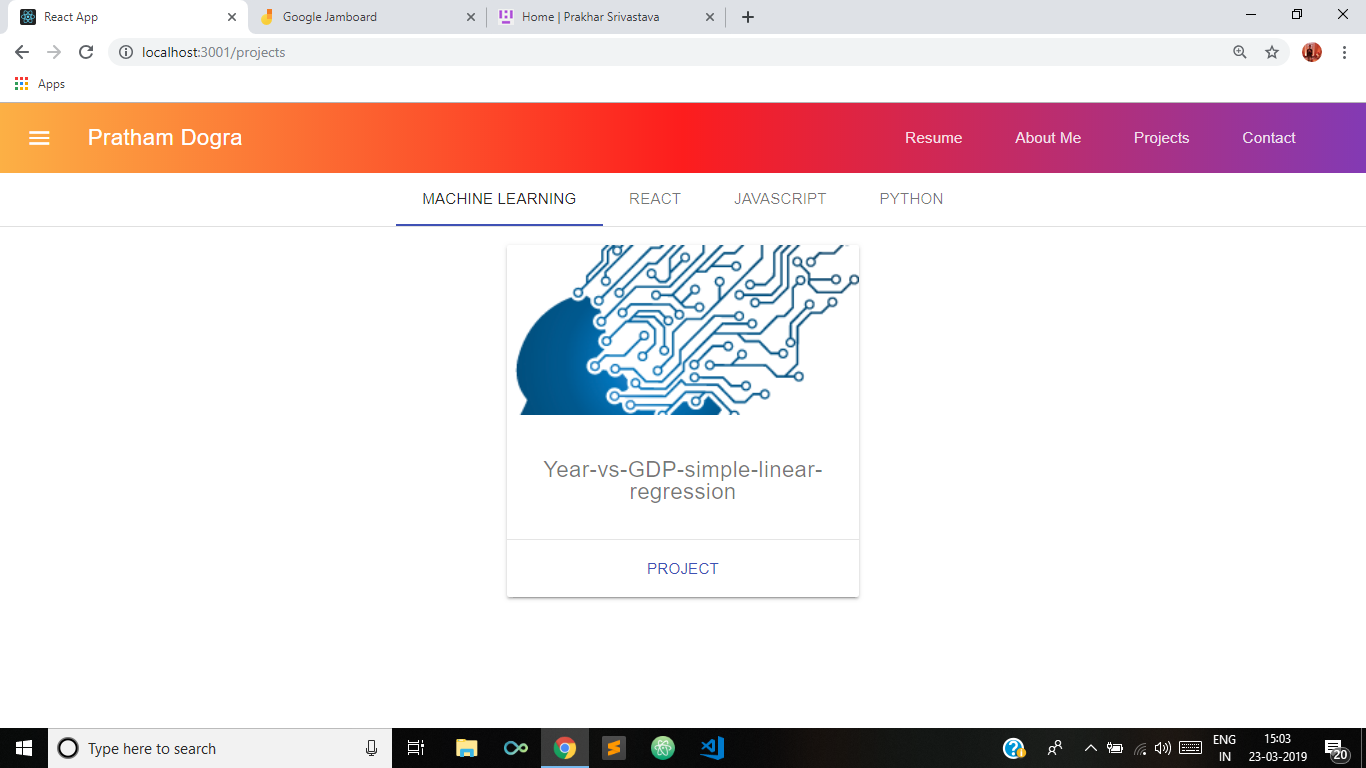 React App
Google Jamboard
Home | Prakhar Srivastava
localhost:3001/projects
Apps
Pratham Dogra
Resume
About Me
Projects
Contact
MACHINE LEARNING
REACT
JAVASCRIPT
PYTHON
Year-vs-GDP-simple-linear-
regression
PROJECT
Type here to search
ENG
IN
15:03
23-03-2019
20